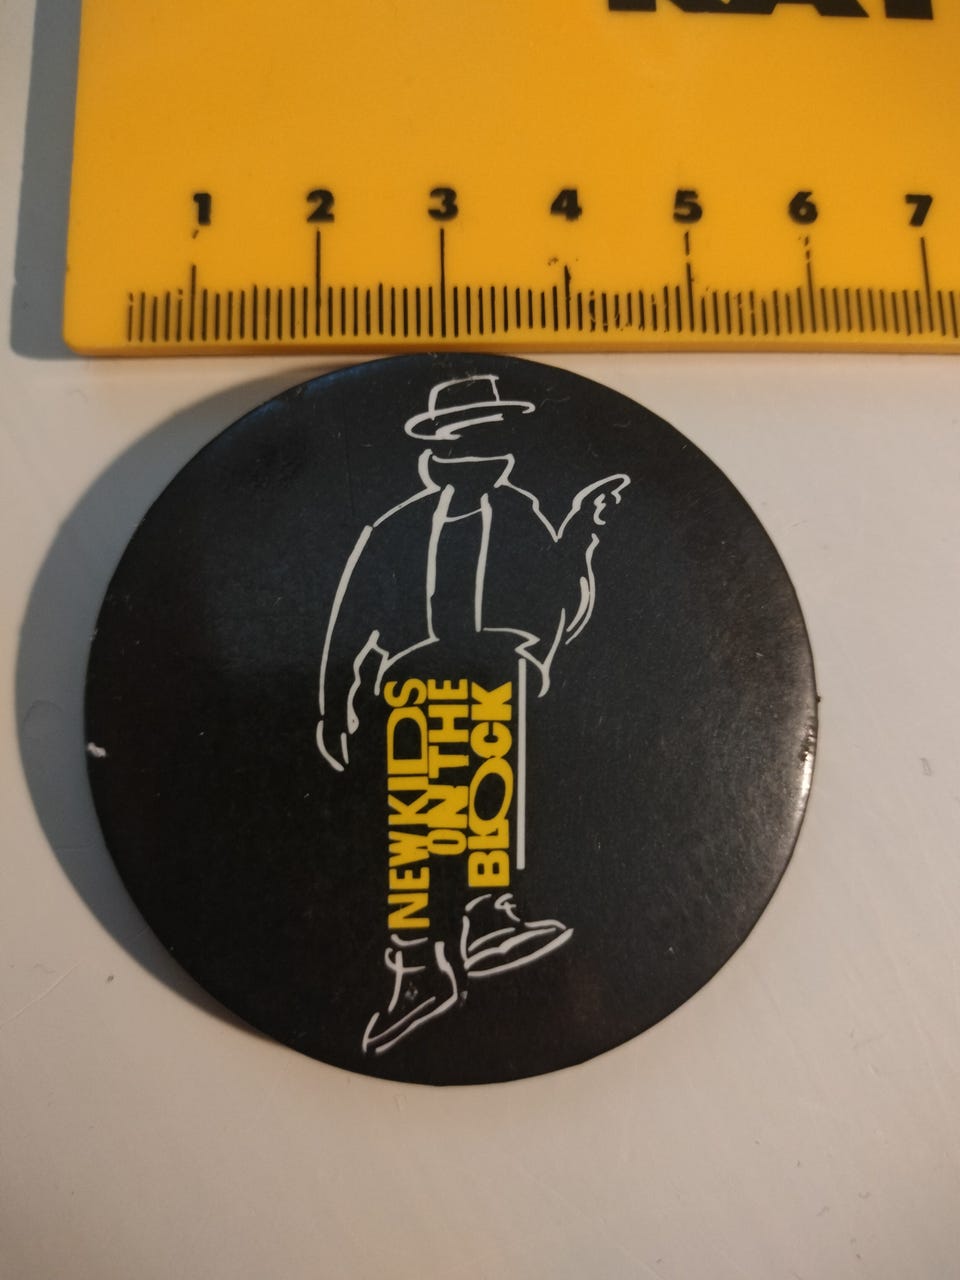 1 2 3 4 5 6 7
NEW KIDS
ON THE
BLOCK